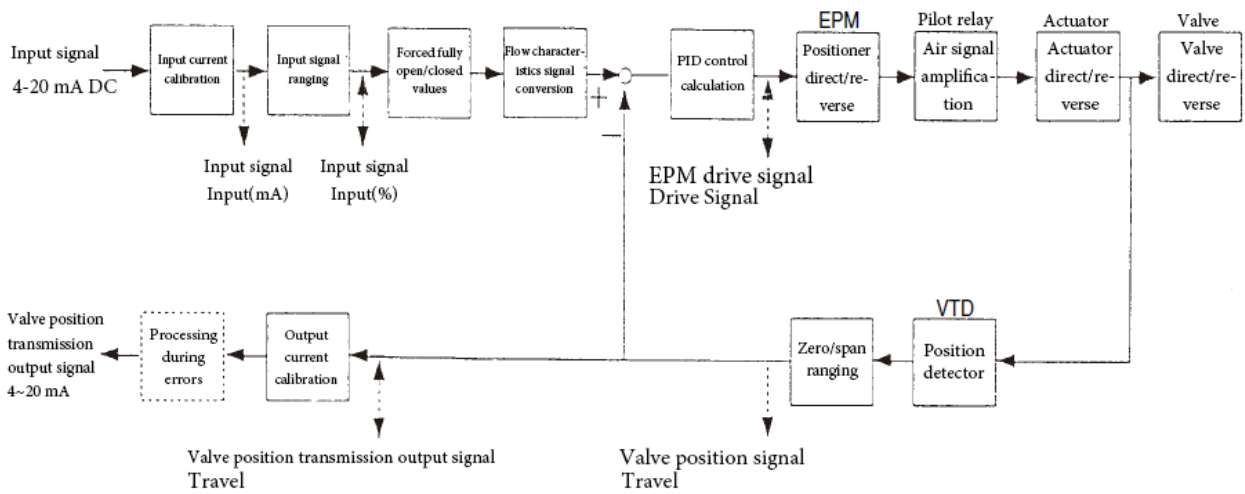 EPM
Pilot relay
Actuator
Valve
Input signal
4-20 mA DC
Input current
calibration
Input signal
ranging
Forced fully
open/closed
values
Flow character-
istics signal
conversion
+
−
PID control
calculation
Positioner
direct/re-
verse
Air signal
amplifica-
tion
Actuator
direct/re-
verse
Valve
direct/re-
verse
Input signal
Input(mA)
Input signal
Input(%)
EPM drive signal
Drive Signal
Valve position
transmission
output signal
4~20 mA
Processing
during
errors
Output
current
calibration
Zero/span
ranging
VTD
Position
detector
Valve position transmission output signal
Travel
Valve position signal
Travel